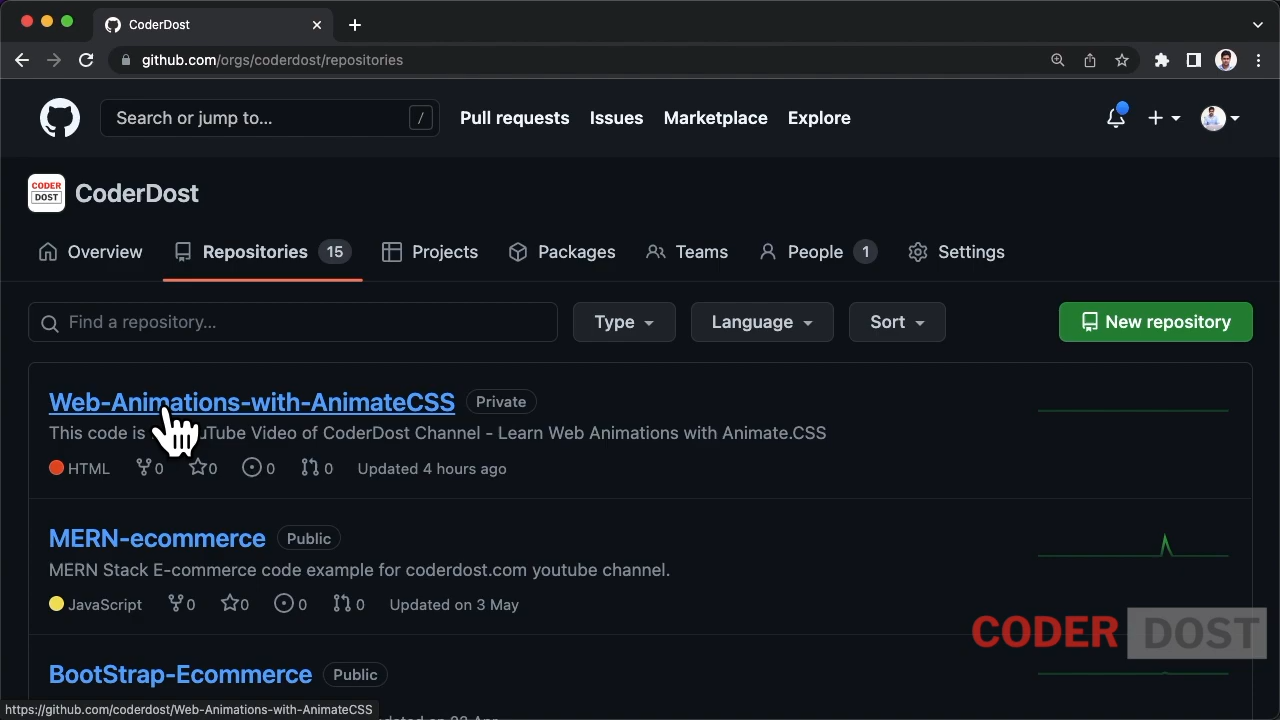 CoderDost
github.com/orgs/coderdost/repositories
Search or jump to... /
Pull requests Issues Marketplace Explore
CODER
DOST
CoderDost
Overview Repositories 15 Projects Packages Teams People 1 Settings
Find a repository... Type Language Sort New repository
Web-Animations-with-AnimateCSS Private
This code is YouTube Video of CoderDost Channel - Learn Web Animations with Animate.CSS
HTML 0 0 0 0 Updated 4 hours ago
MERN-ecommerce Public
MERN Stack E-commerce code example for coderdost.com youtube channel.
JavaScript 0 0 0 0 Updated on 3 May
CODER DOST
BootStrap-Ecommerce Public
https://github.com/coderdost/Web-Animations-with-AnimateCSS